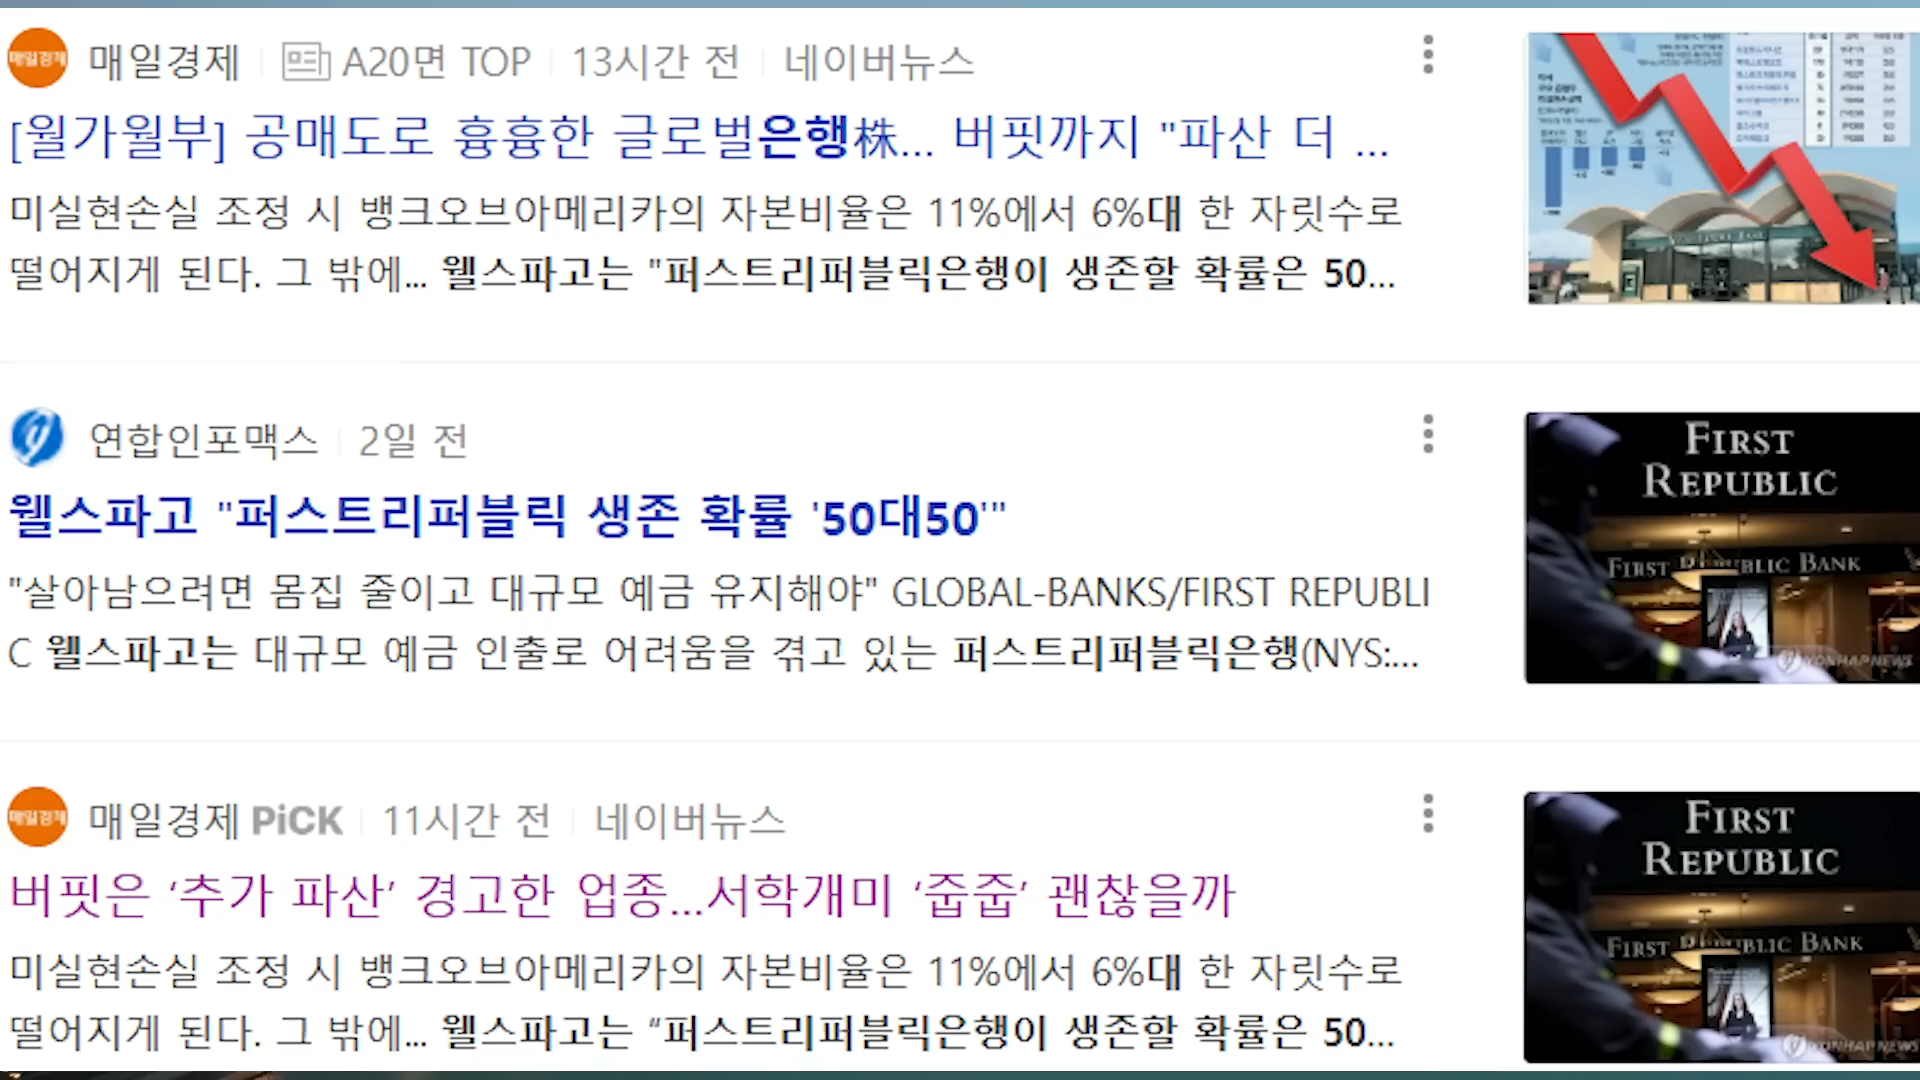 매일경제 A20면 TOP 13시간 전 네이버뉴스
[월가월부] 공매도로 흉흉한 글로벌은행株... 버핏까지 "파산 더 ...
미실현손실 조정 시 뱅크오브아메리카의 자본비율은 11%에서 6%대 한 자릿수로
떨어지게 된다. 그 밖에... 웰스파고는 "퍼스트리퍼블릭은행이 생존할 확률은 50...
연합인포맥스 2일 전
웰스파고 "퍼스트리퍼블릭 생존 확률 '50대50'"
"살아남으려면 몸집 줄이고 대규모 예금 유지해야" GLOBAL-BANKS/FIRST REPUBLI
C 웰스파고는 대규모 예금 인출로 어려움을 겪고 있는 퍼스트리퍼블릭은행(NYS:...
FIRST
REPUBLIC
FIRST REPUBLIC BANK
YONHAPNEWS
매일경제 PiCK 11시간 전 네이버뉴스
버핏은 ‘추가 파산’ 경고한 업종...서학개미 ‘줍줍’ 괜찮을까
미실현손실 조정 시 뱅크오브아메리카의 자본비율은 11%에서 6%대 한 자릿수로
떨어지게 된다. 그 밖에... 웰스파고는 “퍼스트리퍼블릭은행이 생존할 확률은 50...
FIRST
REPUBLIC
FIRST REPUBLIC BANK
YONHAPNEWS